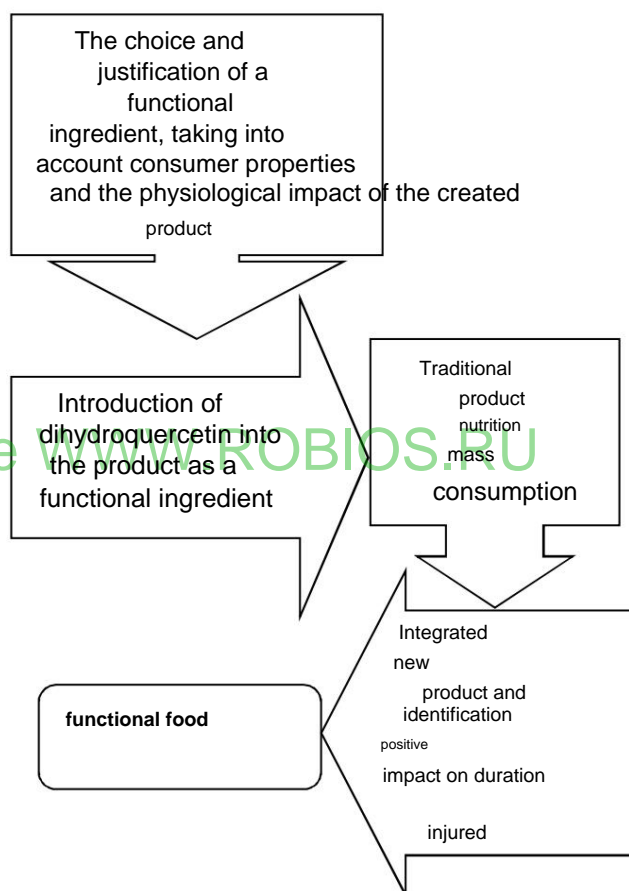 The choice and
justification of a
functional
ingredient, taking into
account consumer properties
and the physiological impact of the created
product
Introduction of
dihydroquercetin into
the product as a
functional ingredient
Traditional
product
nutrition
mass
consumption
e WWW.ROBIOS.RU
Integrated
new
product and
identification
positive
impact on duration
injured
functional food